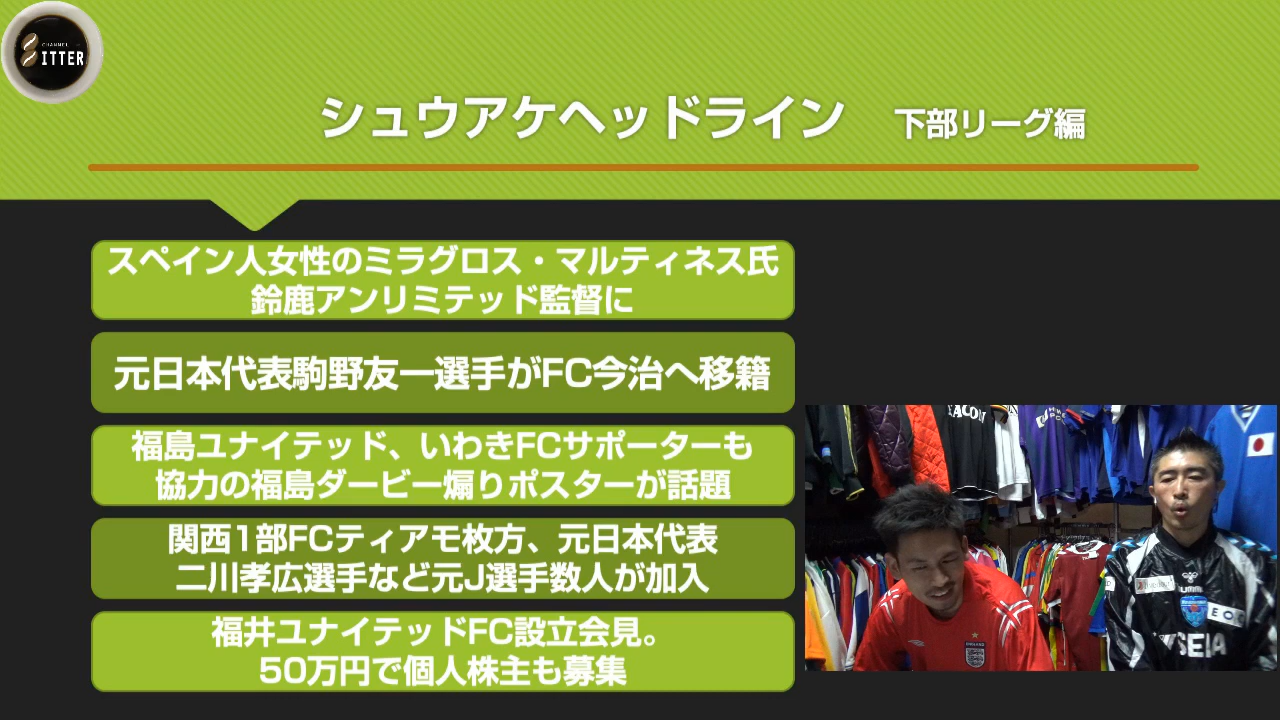 CHANNEL
BITTER
シュウアケヘッドライン 下部リーグ編
スペイン人女性のミラグロス・マルティネス氏
鈴鹿アンリミテッド監督に
元日本代表駒野友一選手がFC今治へ移籍
福島ユナイテッド、いわきFCサポーターも
協力の福島ダービー煽りポスターが話題
関西1部FCティアモ枚方、元日本代表
二川孝広選手など元J選手数人が加入
福井ユナイテッドFC設立会見。
50万円で個人株主も募集